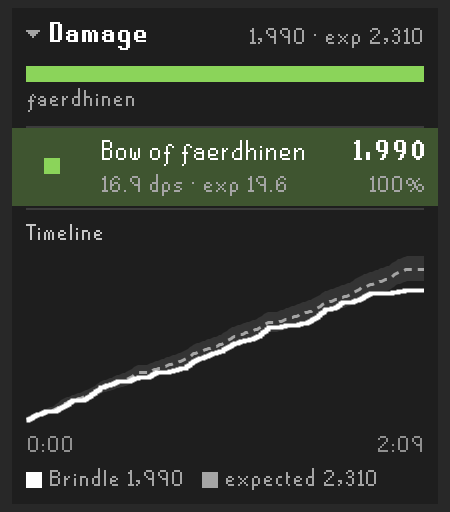 Damage 1,990 · exp 2,310
faerdhinen
Bow of faerdhinen 1,990
16.9 dps · exp 19.6 100%
Timeline
0:00 2:09
Brindle 1,990 expected 2,310